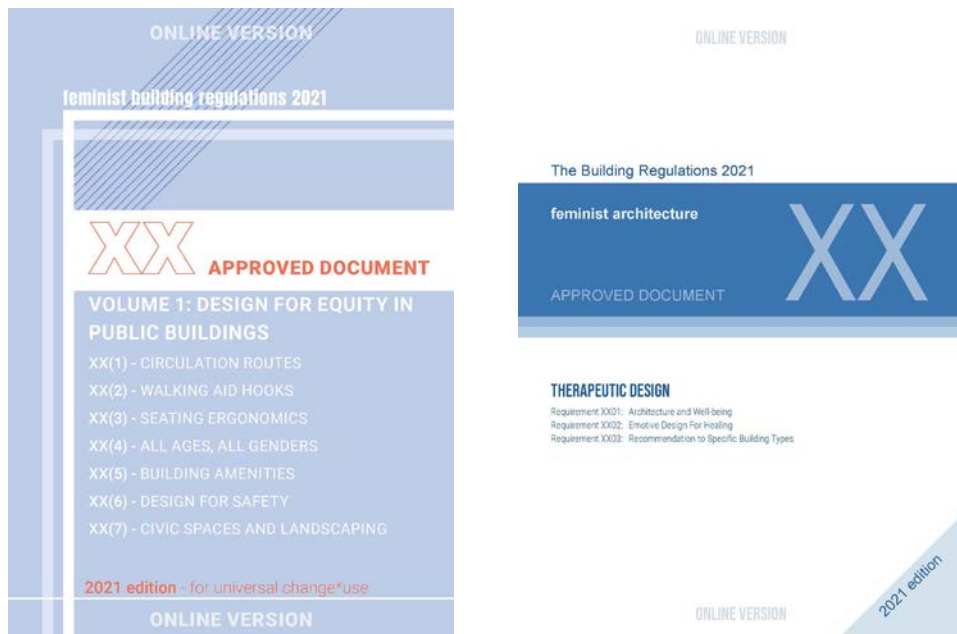 ONLINE VERSION
feminist building regulations 2021
XX APPROVED DOCUMENT
VOLUME 1: DESIGN FOR EQUITY IN
PUBLIC BUILDINGS
XX(1) - CIRCULATION ROUTES
XX(2) - WALKING AID HOOKS
XX(3) - SEATING ERGONOMICS
XX(4) - ALL AGES, ALL GENDERS
XX(5) - BUILDING AMENITIES
XX(6) - DESIGN FOR SAFETY
XX(7) - CIVIC SPACES AND LANDSCAPING
2021 edition - for universal change*use
ONLINE VERSION
ONLINE VERSION
The Building Regulations 2021
feminist architecture
XX
APPROVED DOCUMENT
THERAPEUTIC DESIGN
Requirement XX01: Architecture and Well-being
Requirement XX02: Emotive Design For Healing
Requirement XX03: Recommendation to Specific Building Types
2021 edition
ONLINE VERSION